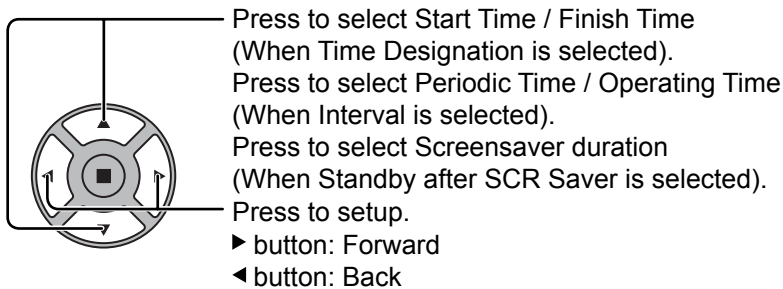 Press to select Start Time / Finish Time
(When Time Designation is selected).
Press to select Periodic Time / Operating Time
(When Interval is selected).
Press to select Screensaver duration
(When Standby after SCR Saver is selected).
Press to setup.
▶ button: Forward
◀ button: Back